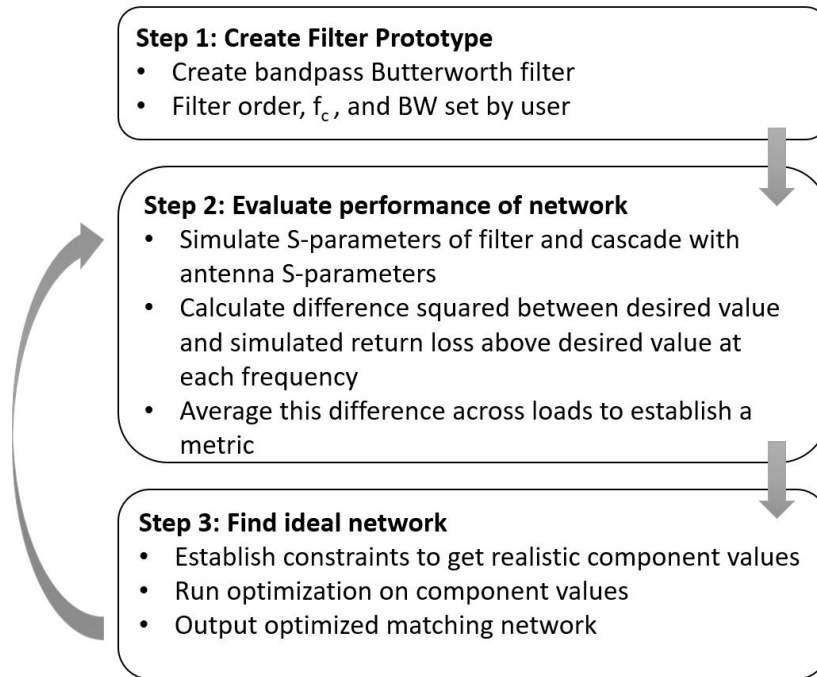 Step 1: Create Filter Prototype
• Create bandpass Butterworth filter
• Filter order, fc , and BW set by user
Step 2: Evaluate performance of network
• Simulate S-parameters of filter and cascade with
antenna S-parameters
• Calculate difference squared between desired value
and simulated return loss above desired value at
each frequency
• Average this difference across loads to establish a
metric
Step 3: Find ideal network
• Establish constraints to get realistic component values
• Run optimization on component values
• Output optimized matching network